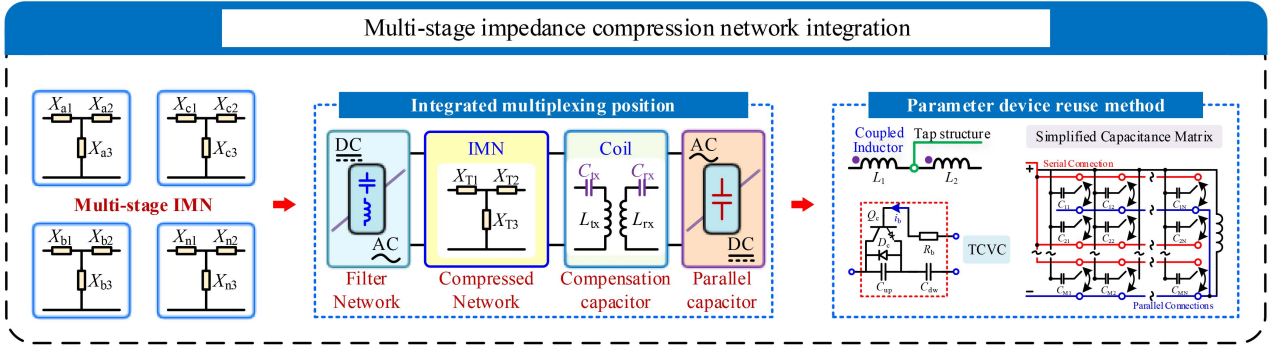 Multi-stage impedance compression network integration
Xa1 Xa2
Xa3
Xc1 Xc2
Xc3
Multi-stage IMN
Xb1 Xb2
Xb3
Xn1 Xn2
Xn3
Integrated multiplexing position
DC
AC
Filter
Network
IMN
XT1 XT2
XT3
Compressed
Network
Coil
Ctx Crx
Ltx Lrx
Compensation
capacitor
AC
DC
Parallel
capacitor
Parameter device reuse method
Coupled
Inductor
Tap structure
L1 L2
Qc ib
Dc Rb
Cup Cdw
TCVC
Simplified Capacitance Matrix
Serial Connection
+
C11 C12 C1N
C21 C22 C2N
CM1 CM2 CMN
−
Parallel Connections